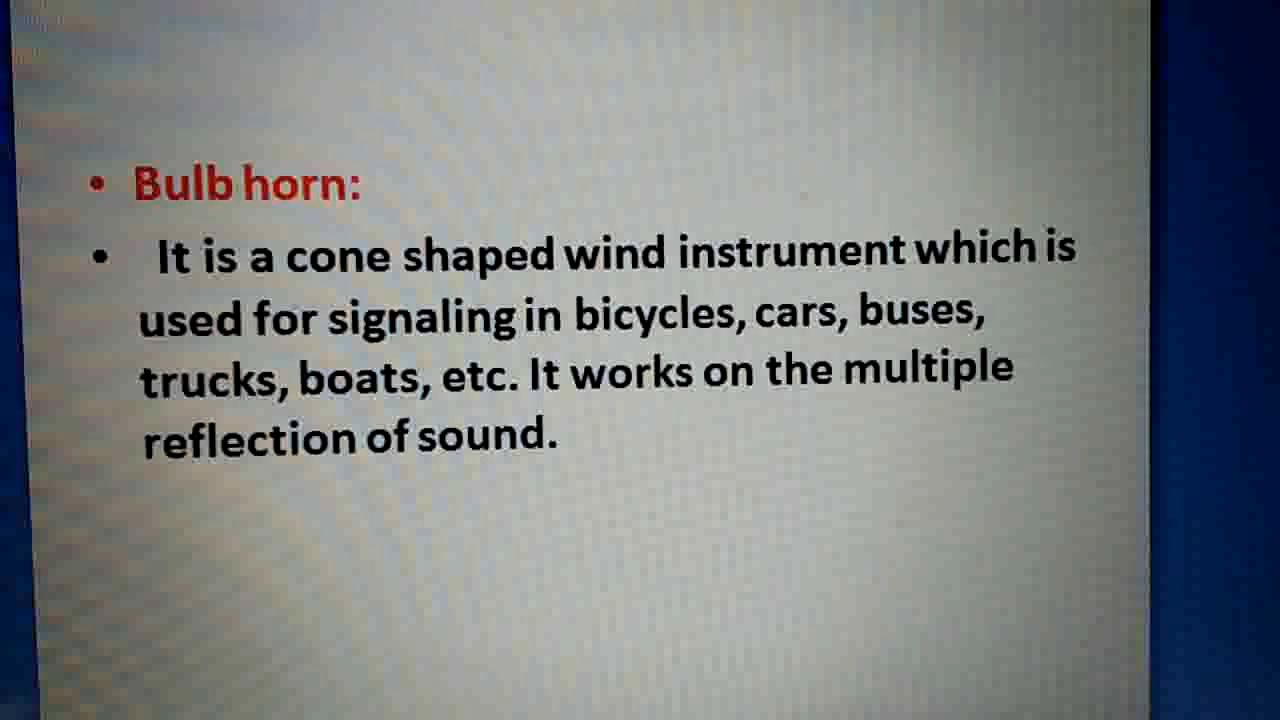 • Bulb horn:
• It is a cone shaped wind instrument which is
used for signaling in bicycles, cars, buses,
trucks, boats, etc. It works on the multiple
reflection of sound.